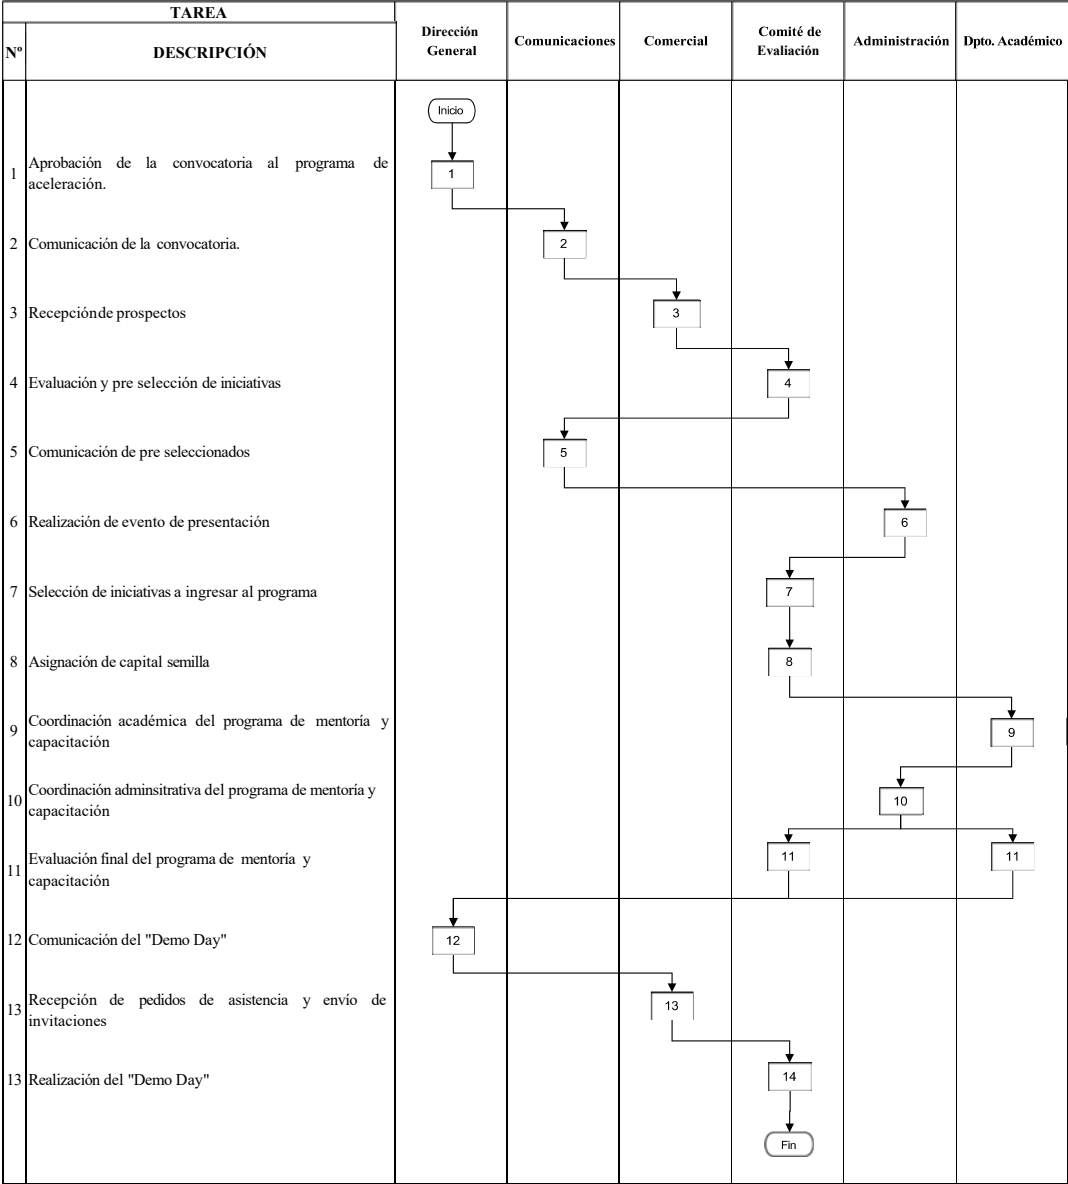 TAREA
Nº
DESCRIPCIÓN
Dirección
General
Comunicaciones
Comercial
Comité de
Evaliación
Administración
Dpto. Académico
Inicio
1
Aprobación de la convocatoria al programa de
aceleración.
1
2
Comunicación de la convocatoria.
2
3
Recepción de prospectos
3
4
Evaluación y pre selección de iniciativas
4
5
Comunicación de pre seleccionados
5
6
Realización de evento de presentación
6
7
Selección de iniciativas a ingresar al programa
7
8
Asignación de capital semilla
8
9
Coordinación académica del programa de mentoría y
capacitación
9
10
Coordinación adminsitrativa del programa de mentoría y
capacitación
10
11
Evaluación final del programa de mentoría y
capacitación
11
11
12
Comunicación del "Demo Day"
12
13
Recepción de pedidos de asistencia y envío de
invitaciones
13
13
Realización del "Demo Day"
14
Fin